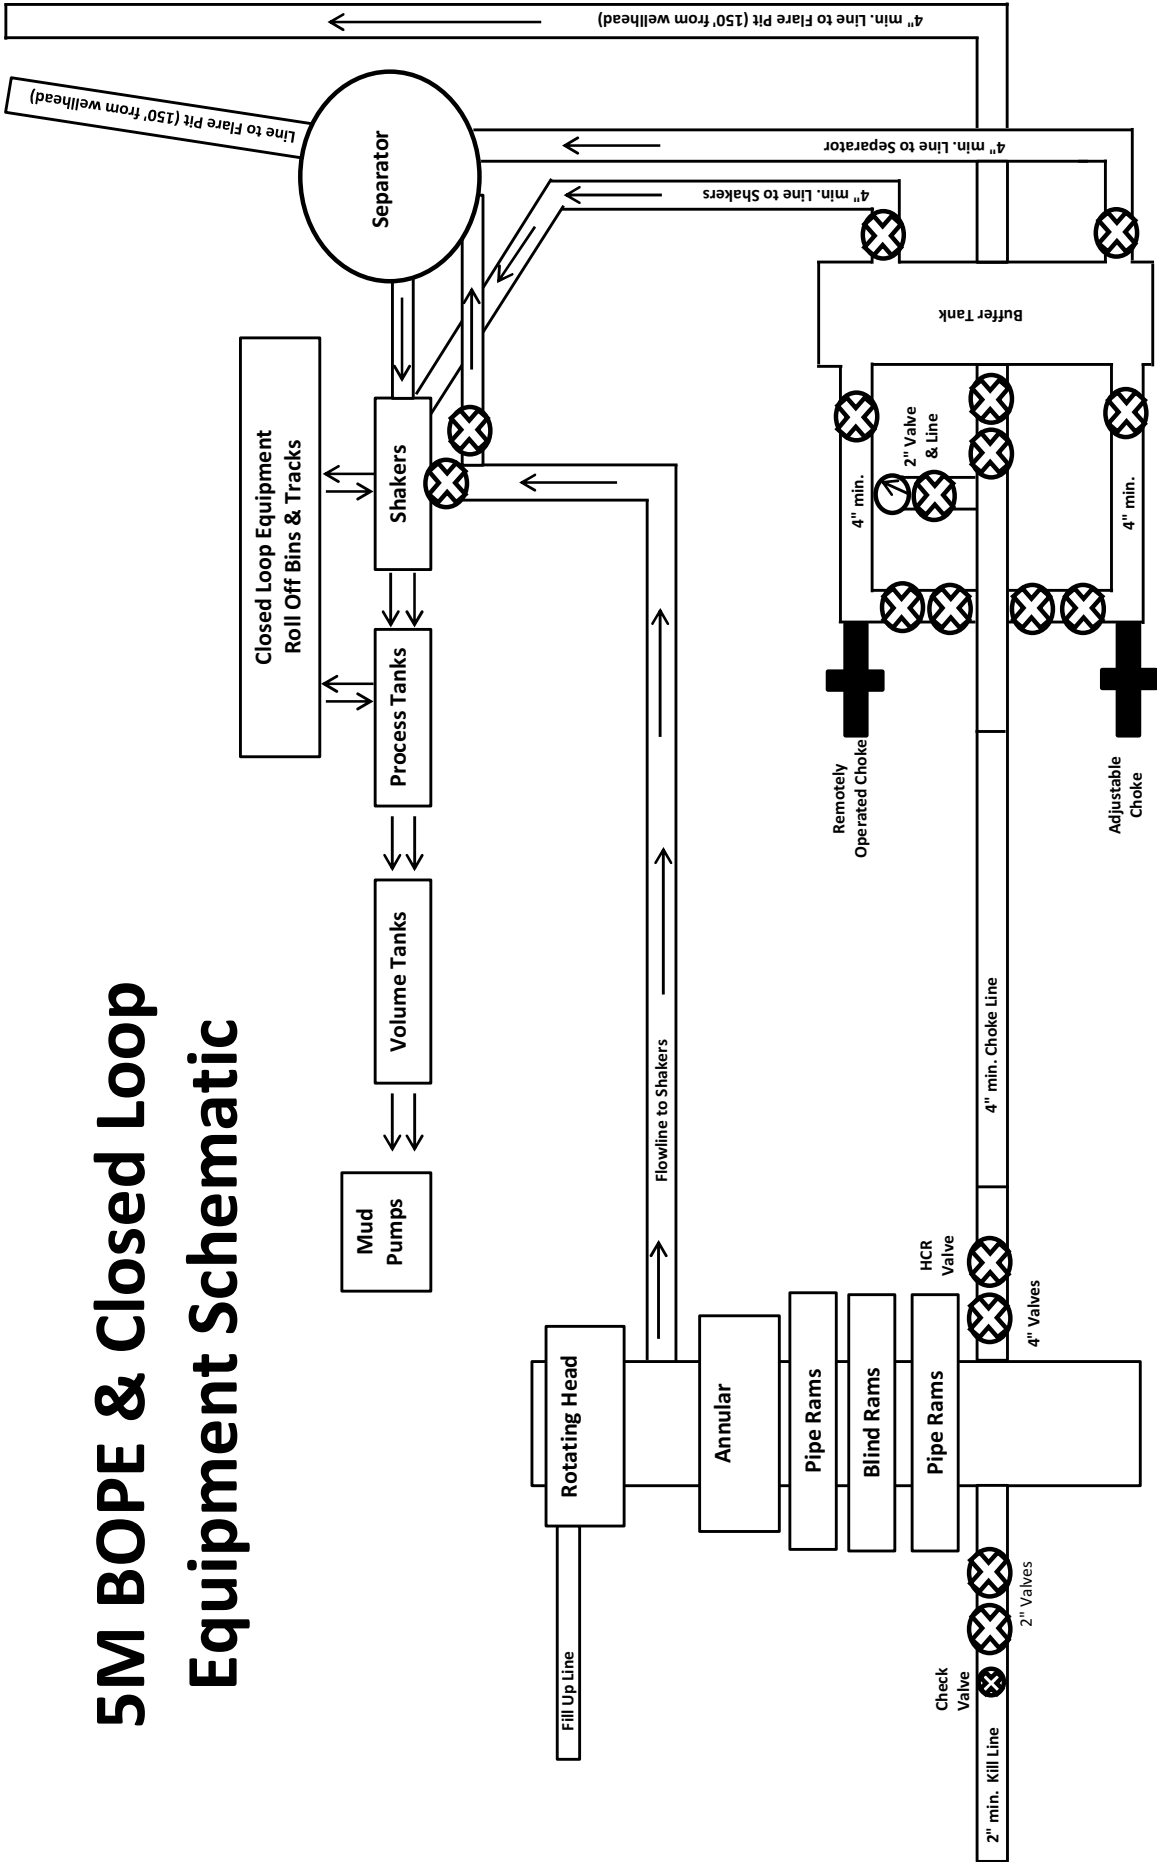 5M BOPE & Closed Loop
Equipment Schematic
Closed Loop Equipment
Roll Off Bins & Tracks
Mud
Pumps
Volume Tanks
Process Tanks
Shakers
Separator
Line to Flare Pit (150' from wellhead)
4" min. Line to Flare Pit (150' from wellhead)
4" min. Line to Separator
4" min. Line to Shakers
Fill Up Line
Rotating Head
Flowline to Shakers
Annular
Pipe Rams
Blind Rams
Pipe Rams
Remotely
Operated Choke
4" min.
2" Valve
& Line
Buffer Tank
HCR
Valve
Check
Valve
2" min. Kill Line
2" Valves
4" Valves
4" min. Choke Line
Adjustable
Choke
4" min.